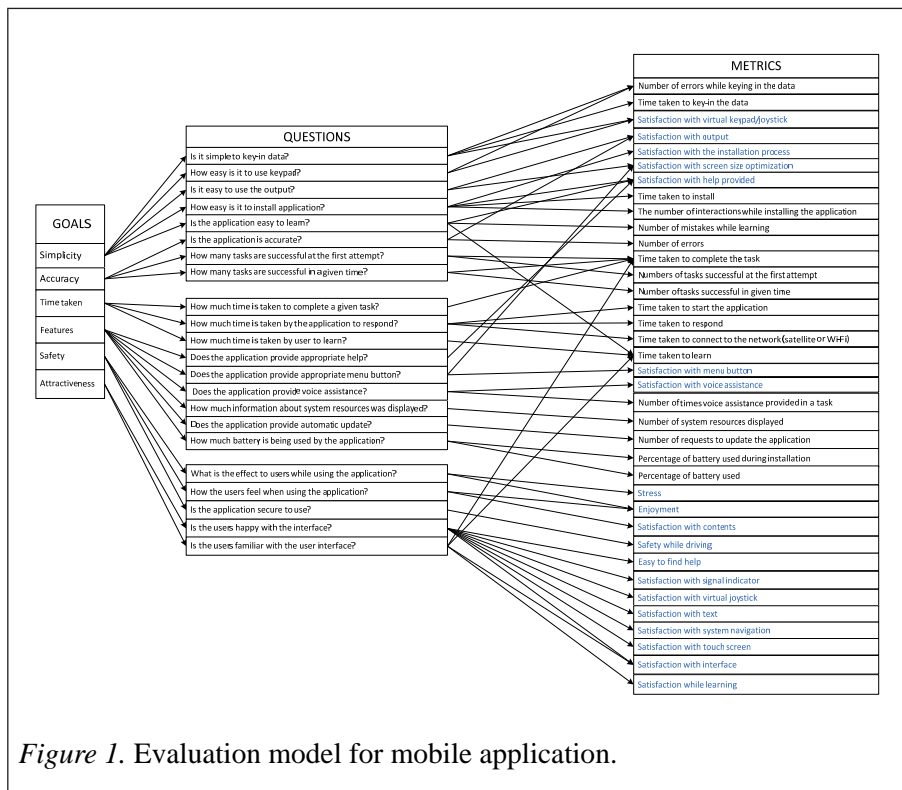 GOALS
Simplicity
Accuracy
Time taken
Features
Safety
Attractiveness
QUESTIONS
Is it simple to key-in data?
How easy is it to use keypad?
Is it easy to use the output?
How easy is it to install application?
Is the application easy to learn?
Is the application is accurate?
How many tasks are successful at the first attempt?
How many tasks are successful in a given time?
How much time is taken to complete a given task?
How much time is taken by the application to respond?
How much time is taken by user to learn?
Does the application provide appropriate help?
Does the application provide appropriate menu button?
Does the application provide voice assistance?
How much information about system resources was displayed?
Does the application provide automatic update?
How much battery is being used by the application?
What is the effect to users while using the application?
How the users feel when using the application?
Is the application secure to use?
Is the users happy with the interface?
Is the users familiar with the user interface?
METRICS
Number of errors while keying in the data
Time taken to key-in the data
Satisfaction with virtual keypad/joystick
Satisfaction with output
Satisfaction with the installation process
Satisfaction with screen size optimization
Satisfaction with help provided
Time taken to install
The number of interactions while installing the application
Number of mistakes while learning
Number of errors
Time taken to complete the task
Numbers of tasks successful at the first attempt
Number of tasks successful in given time
Time taken to start the application
Time taken to respond
Time taken to connect to the network (satellite or Wi-Fi)
Time taken to learn
Satisfaction with menu button
Satisfaction with voice assistance
Number of times voice assistance provided in a task
Number of system resources displayed
Number of requests to update the application
Percentage of battery used during installation
Percentage of battery used
Stress
Enjoyment
Satisfaction with contents
Safety while driving
Easy to find help
Satisfaction with signal indicator
Satisfaction with virtual joystick
Satisfaction with text
Satisfaction with system navigation
Satisfaction with touch screen
Satisfaction with interface
Satisfaction while learning
Figure 1. Evaluation model for mobile application.